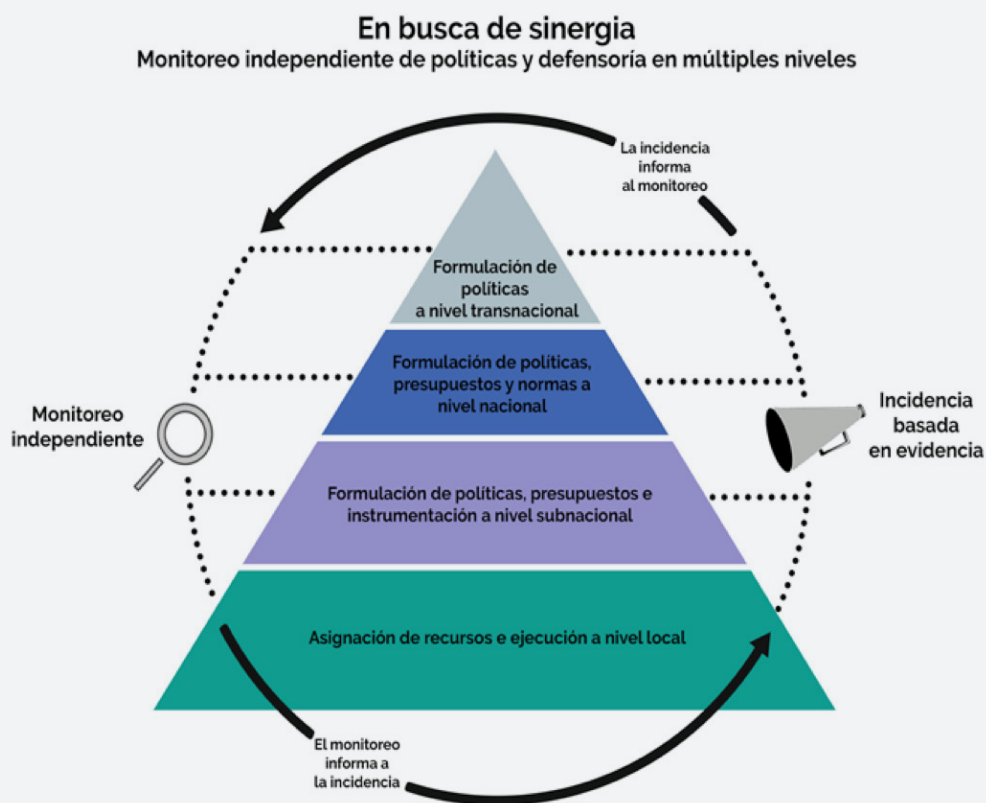 En busca de sinergia
Monitoreo independiente de políticas y defensoría en múltiples niveles
La incidencia
informa
al monitoreo
Formulación de
políticas
a nivel transnacional
Formulación de políticas,
presupuestos y normas a
nivel nacional
Monitoreo
independiente
Incidencia
basada
en evidencia
Formulación de políticas, presupuestos e
instrumentación a nivel subnacional
Asignación de recursos e ejecución a nivel local
El monitoreo
informa a
la incidencia